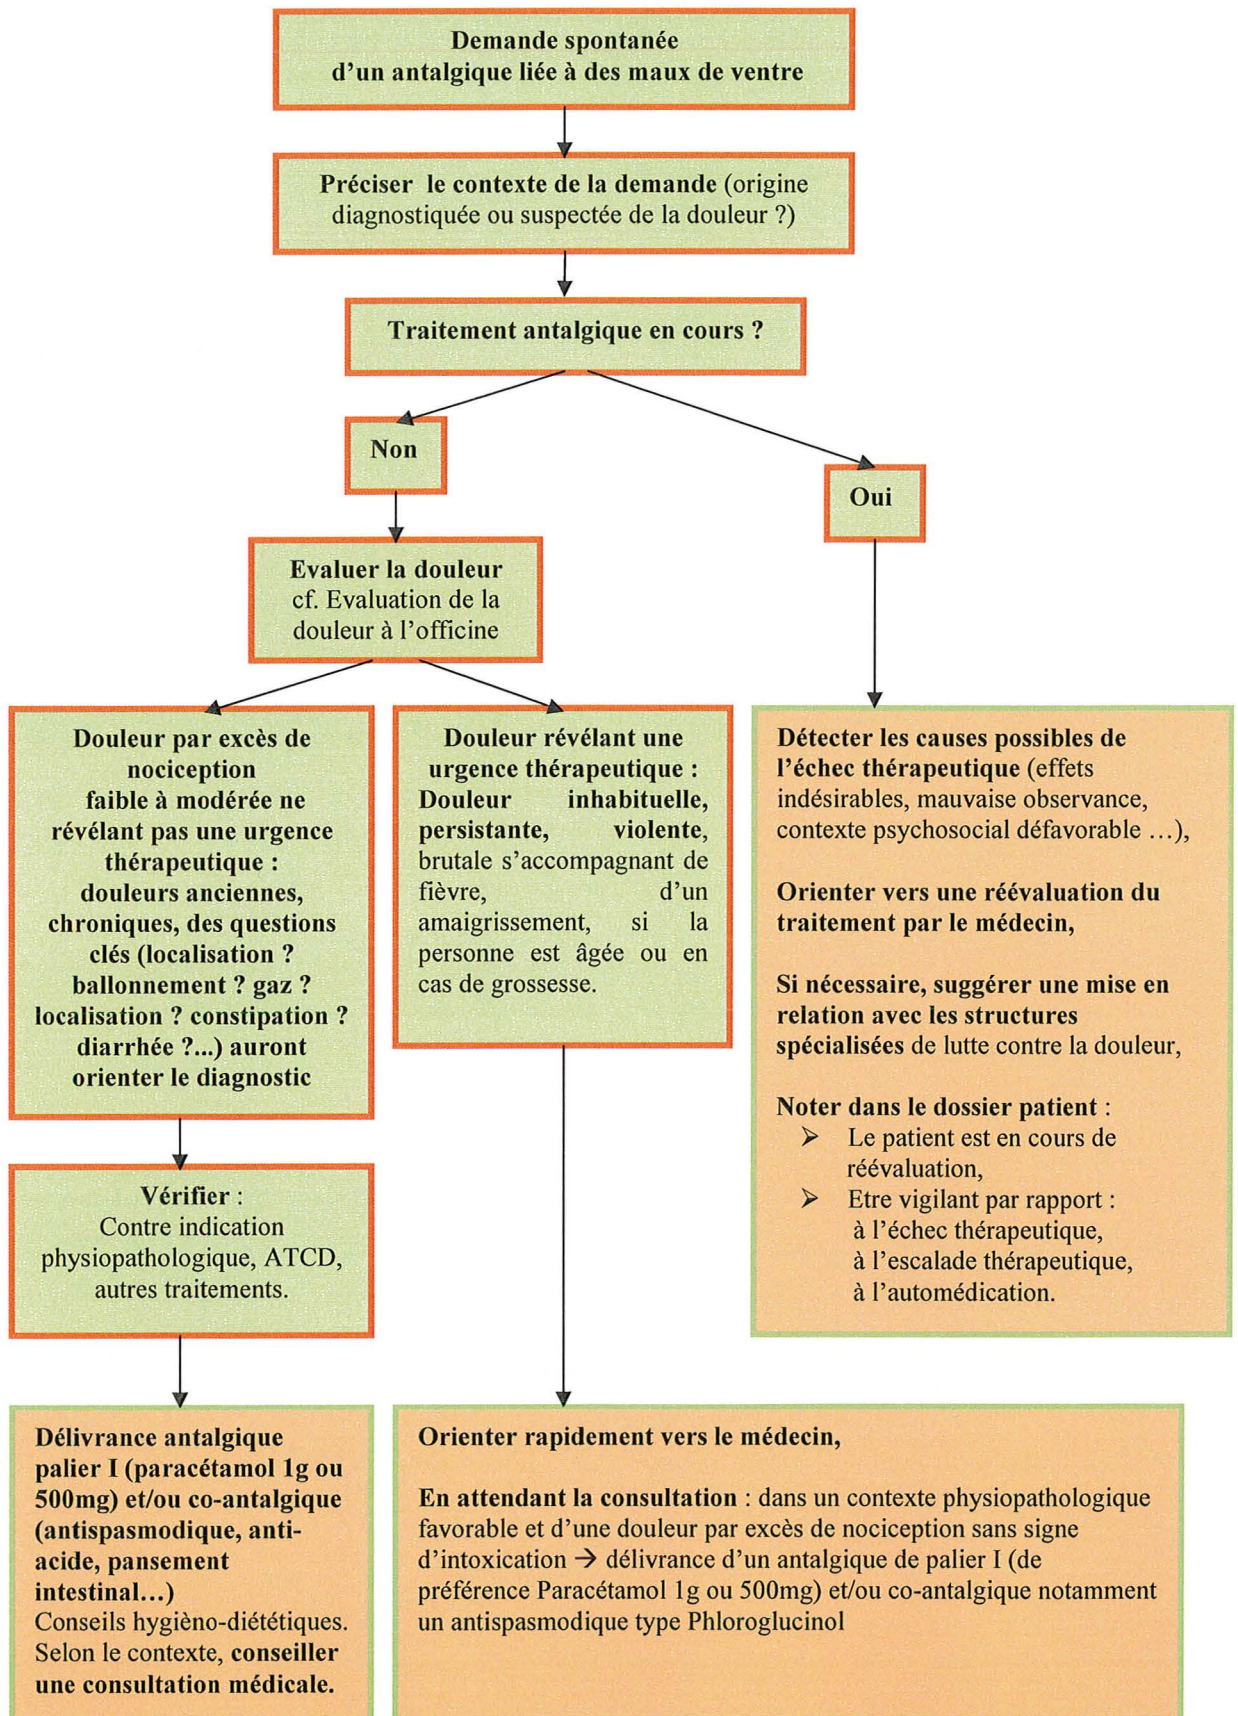 Demande spontanée
d'un antalgique liée à des maux de ventre
Préciser le contexte de la demande (origine
diagnostiquée ou suspectée de la douleur ?)
Traitement antalgique en cours ?
Non
Oui
Evaluer la douleur
cf. Evaluation de la
douleur à l'officine
Douleur par excès de
nociception
faible à modérée ne
révélant pas une urgence
thérapeutique :
douleurs anciennes,
chroniques, des questions
clés (localisation ?
ballonnement ? gaz ?
localisation ? constipation ?
diarrhée ?...) auront
orienter le diagnostic
Douleur révélant une
urgence thérapeutique :
Douleur inhabituelle,
persistante, violente,
brutale s'accompagnant de
fièvre, d'un
amaigrissement, si la
personne est âgée ou en
cas de grossesse.
Détecter les causes possibles de
l'échec thérapeutique (effets
indésirables, mauvaise observance,
contexte psychosocial défavorable ...),
Orienter vers une réévaluation du
traitement par le médecin,
Si nécessaire, suggérer une mise en
relation avec les structures
spécialisées de lutte contre la douleur,
Noter dans le dossier patient :
➢ Le patient est en cours de
réévaluation,
➢ Etre vigilant par rapport :
à l'échec thérapeutique,
à l'escalade thérapeutique,
à l'automédication.
Vérifier :
Contre indication
physiopathologique, ATCD,
autres traitements.
Délivrance antalgique
palier I (paracétamol 1g ou
500mg) et/ou co-antalgique
(antispasmodique, anti-
acide, pansement
intestinal...)
Conseils hygièno-diététiques.
Selon le contexte, conseiller
une consultation médicale.
Orienter rapidement vers le médecin,
En attendant la consultation : dans un contexte physiopathologique
favorable et d'une douleur par excès de nociception sans signe
d'intoxication → délivrance d'un antalgique de palier I (de
préférence Paracétamol 1g ou 500mg) et/ou co-antalgique notamment
un antispasmodique type Phloroglucinol